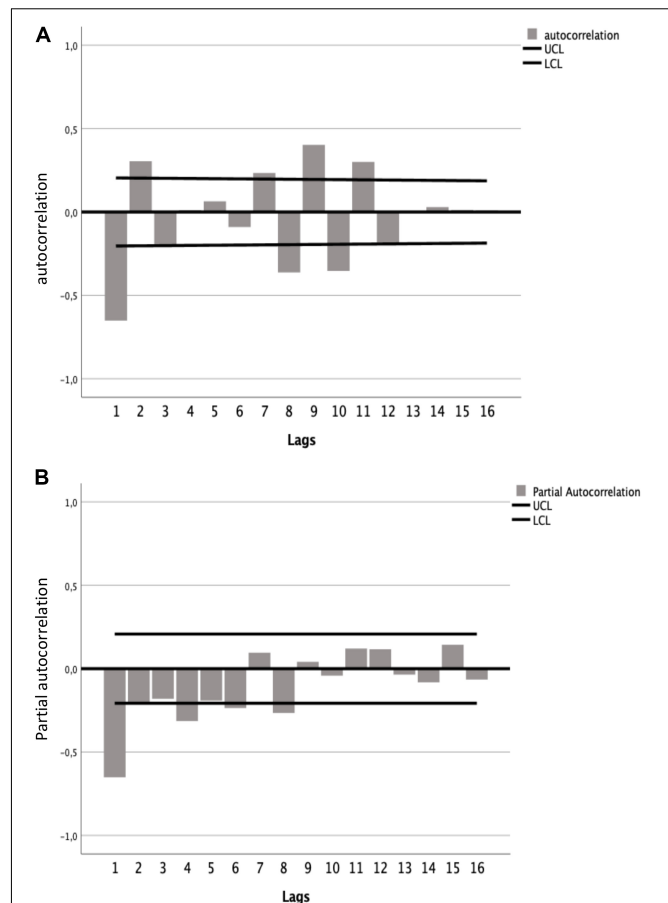 A
autocorrelation
UCL
LCL
1,0
0,5
0,0
−0,5
−1,0
autocorrelation
1 2 3 4 5 6 7 8 9 10 11 12 13 14 15 16
Lags
B
Partial Autocorrelation
UCL
LCL
1,0
0,5
0,0
−0,5
−1,0
Partial autocorrelation
1 2 3 4 5 6 7 8 9 10 11 12 13 14 15 16
Lags